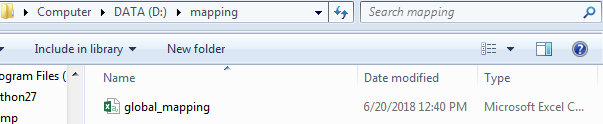 Computer ▸ DATA (D:) ▸ mapping
Search mapping
Include in library New folder
ogram Files (
Name Date modified Type
thon27
global_mapping 6/20/2018 12:40 PM Microsoft Excel C...
mp